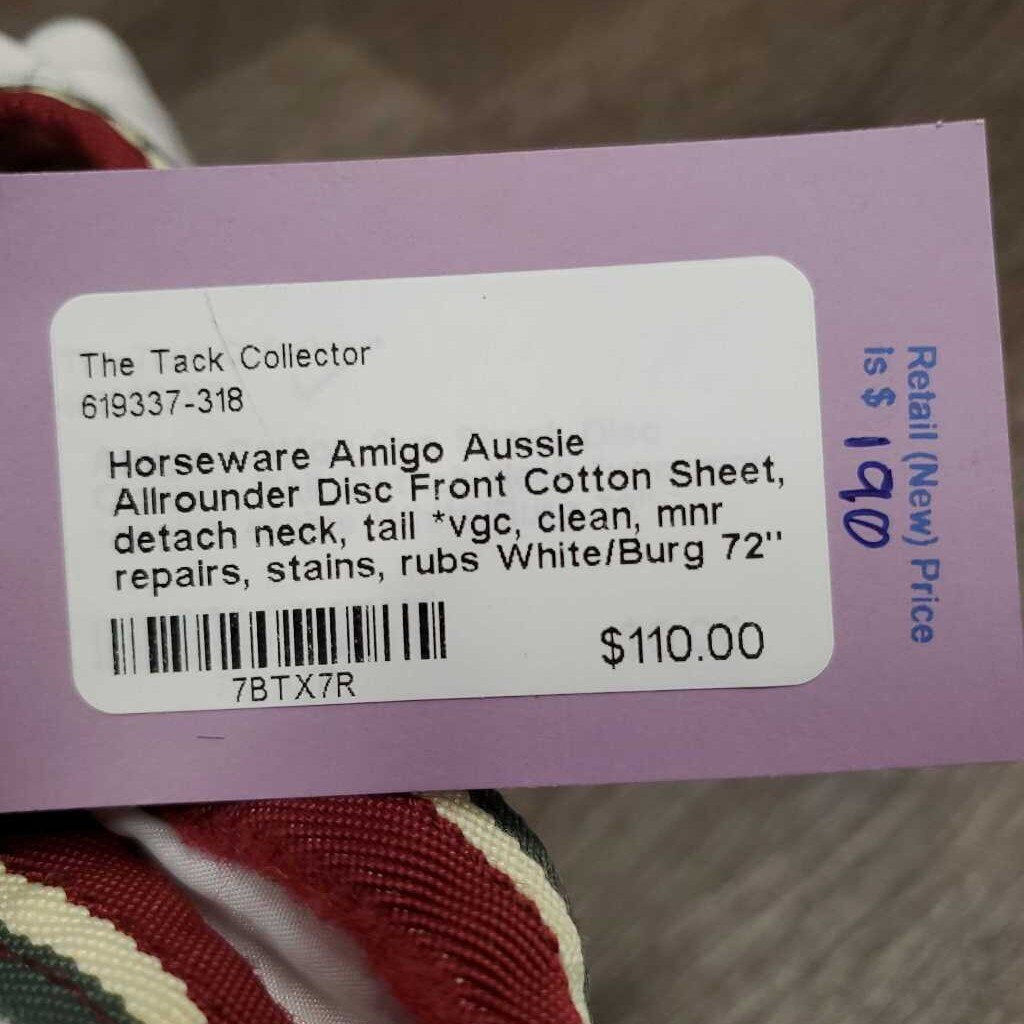 The Tack Collector
619337-318
Horseware Amigo Aussie
Allrounder Disc Front Cotton Sheet,
detach neck, tail *vgc, clean, mnr
repairs, stains, rubs White/Burg 72"
7BTX7R
$110.00
Retail (New) Price
is $ 190